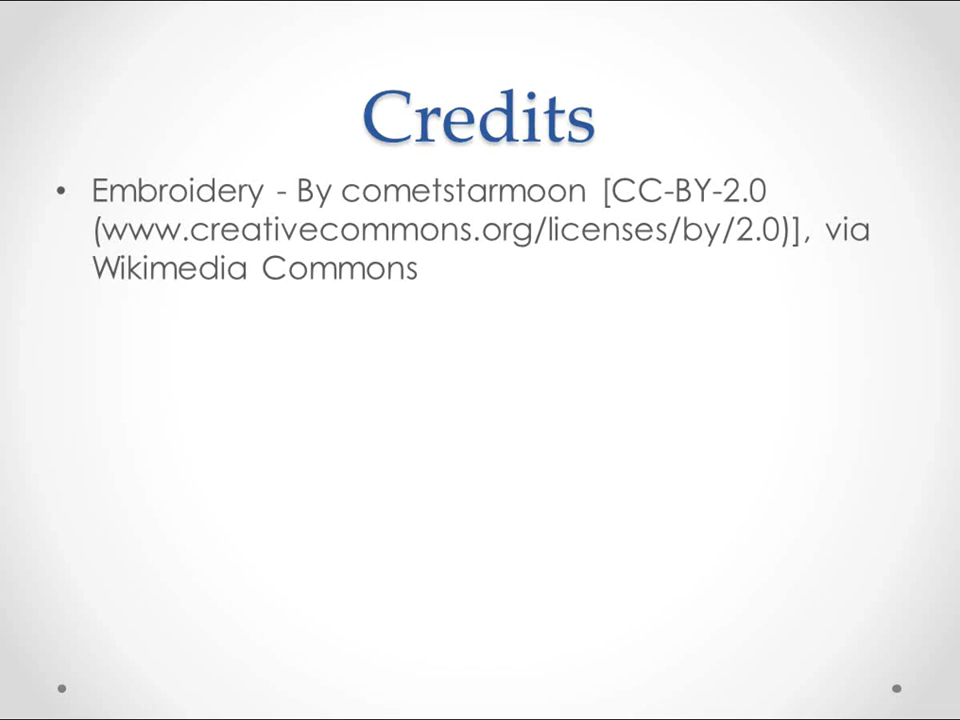 Credits
• Embroidery - By cometstarmoon [CC-BY-2.0
(www.creativecommons.org/licenses/by/2.0)], via
Wikimedia Commons